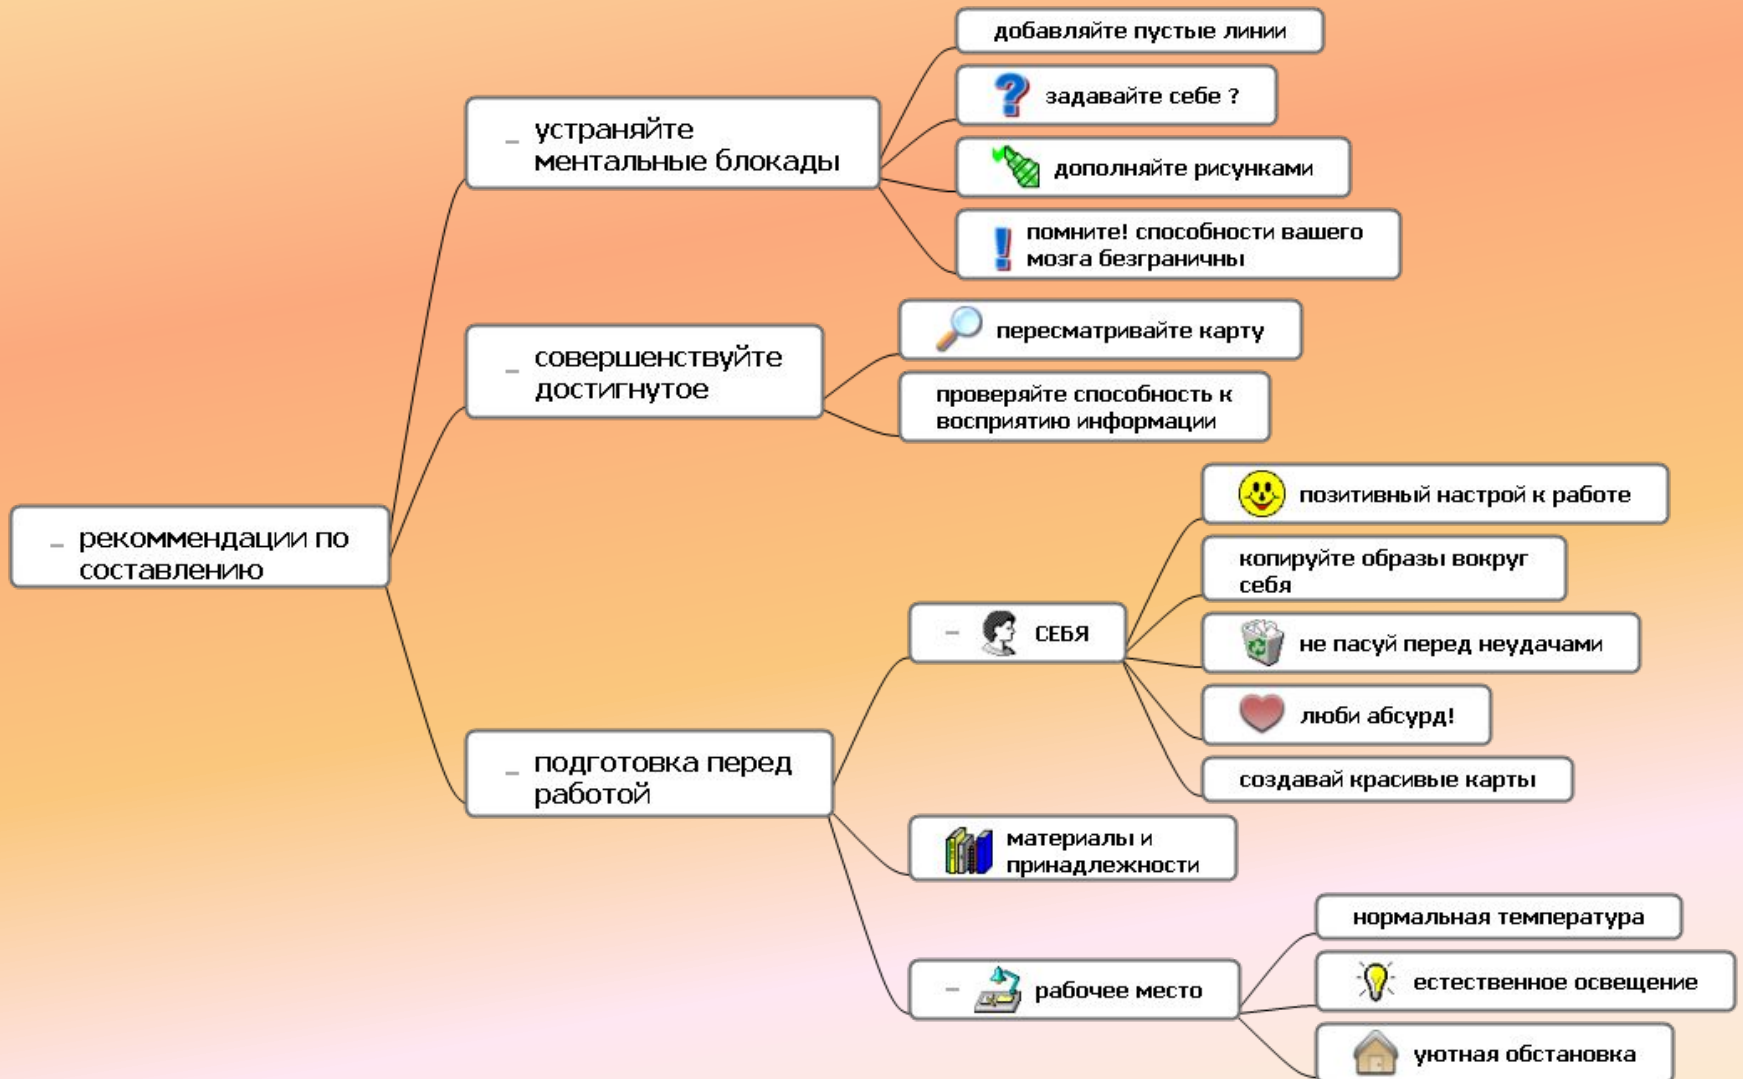 рекоммендации по
составлению
устраняйте
ментальные блокады
добавляйте пустые линии
задавайте себе ?
дополняйте рисунками
помните! способности вашего
мозга безграничны
совершенствуйте
достигнутое
пересматривайте карту
проверяйте способность к
восприятию информации
подготовка перед
работой
СЕБЯ
позитивный настрой к работе
копируйте образы вокруг
себя
не пасуй перед неудачами
люби абсурд!
создавай красивые карты
материалы и
принадлежности
рабочее место
нормальная температура
естественное освещение
уютная обстановка